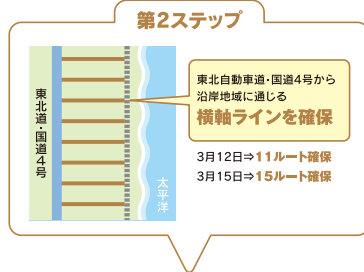 第2ステップ
東北道・国道4号
太平洋
東北自動車道・国道4号から
沿岸地域に通じる
横軸ラインを確保
3月12日⇒11ルート確保
3月15日⇒15ルート確保